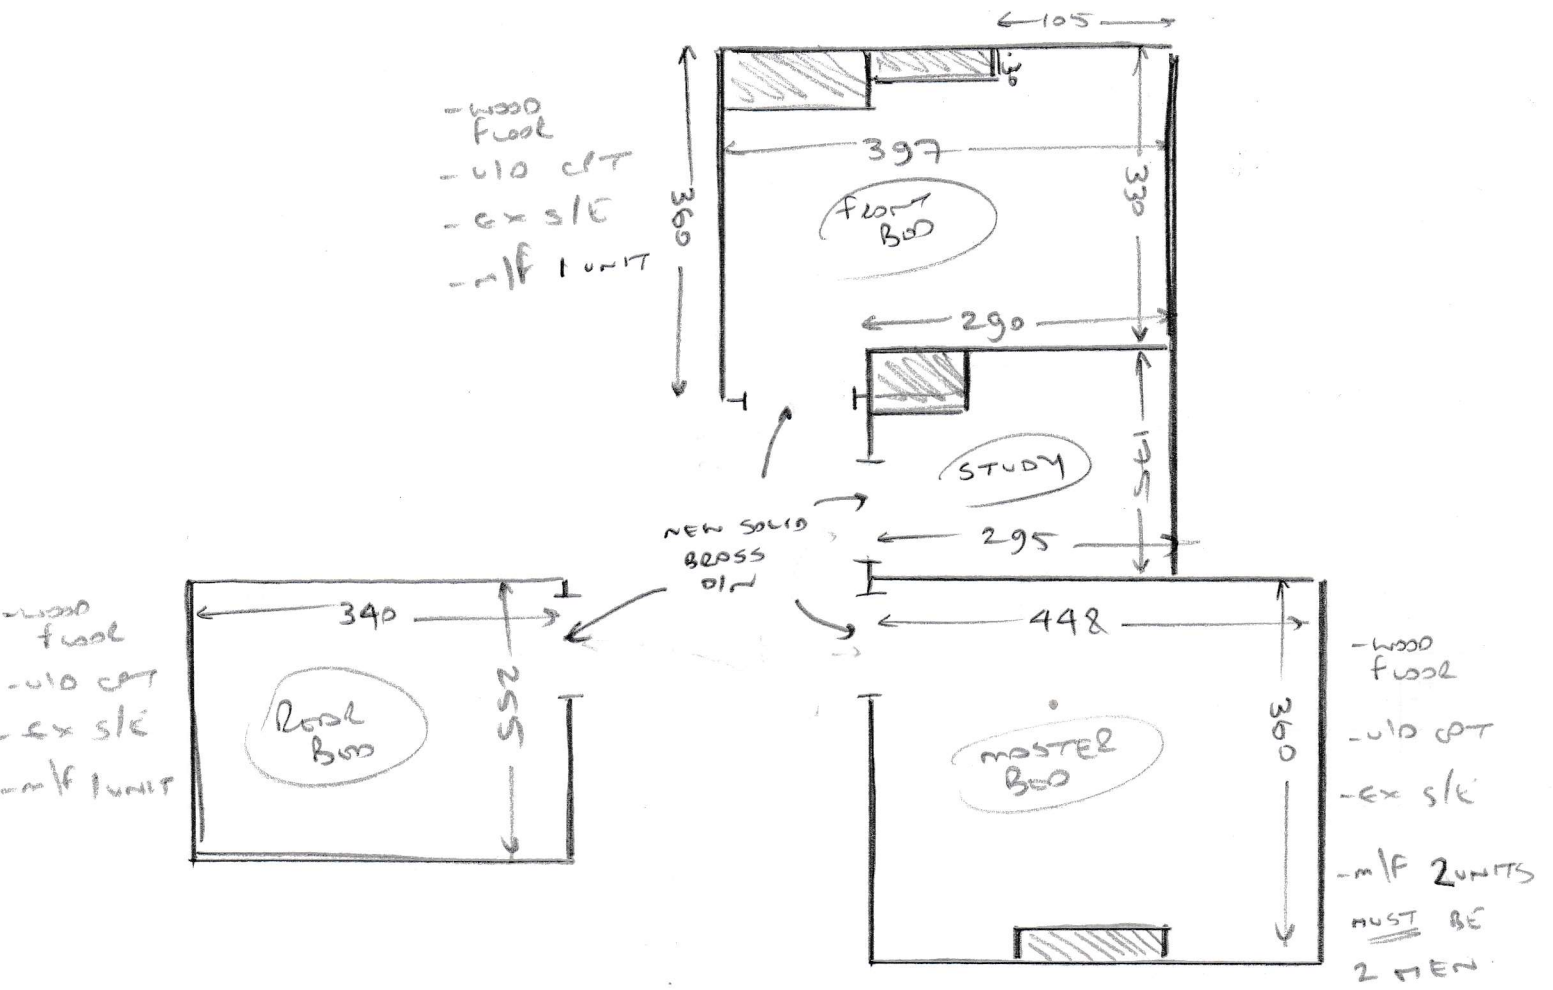 105
- WOOD
FLOOR
- U/D CPT
- EX S/E
- M/F 1 UNIT
360
30
397
330
FRONT
BED
290
STUDY
175
295
NEW SOLID
BRASS
D/N
- WOOD
FLOOR
- U/D CPT
- EX S/E
- M/F 1 UNIT
340
255
REAR
BED
448
360
MASTER
BED
- WOOD
FLOOR
- U/D CPT
- EX S/E
- M/F 2 UNITS
MUST BE
2 MEN